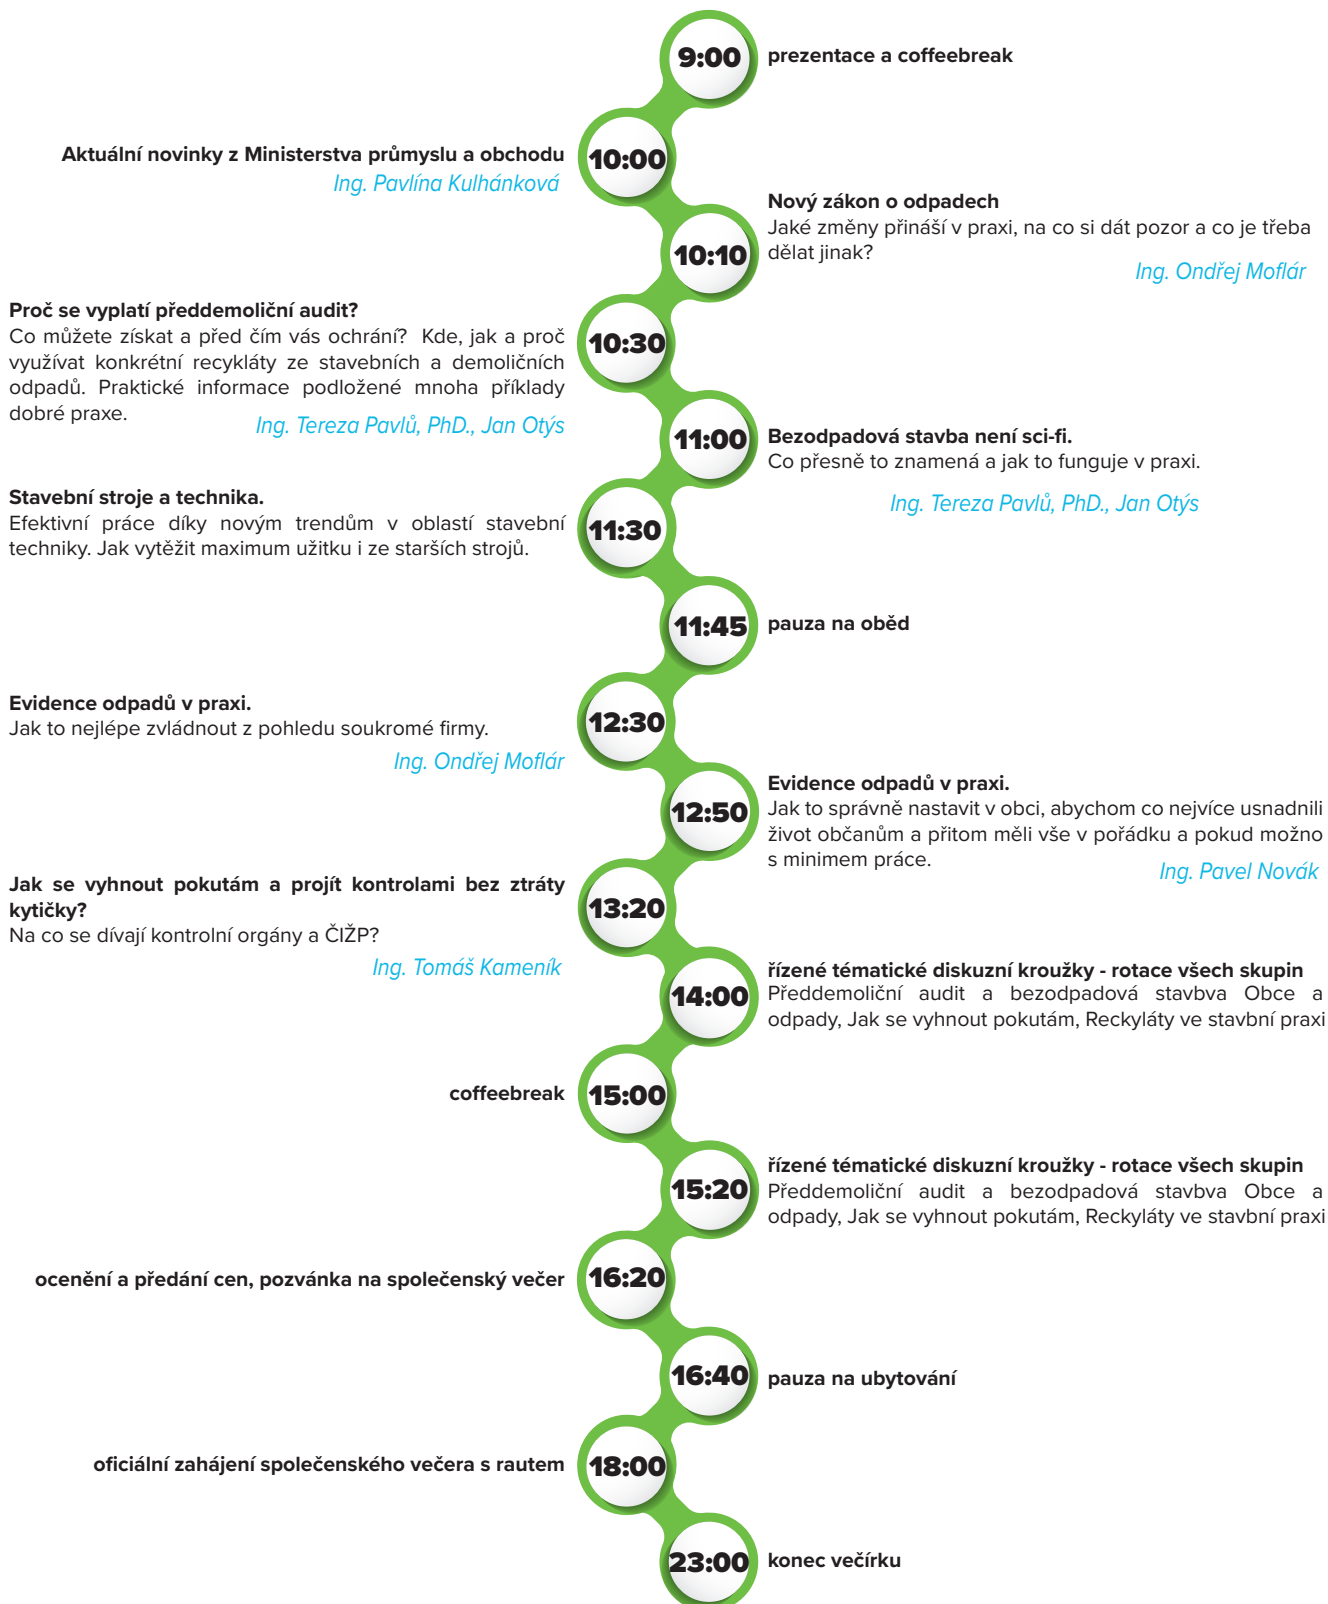 9:00
prezentace a coffeebreak
Aktuální novinky z Ministerstva průmyslu a obchodu
Ing. Pavlína Kulhánková
10:00
10:10
Nový zákon o odpadech
Jaké změny přináší v praxi, na co si dát pozor a co je třeba
dělat jinak?
Ing. Ondřej Moflár
Proč se vyplatí předdemoliční audit?
Co můžete získat a před čím vás ochrání? Kde, jak a proč
využívat konkrétní recykláty ze stavebních a demoličních
odpadů. Praktické informace podložené mnoha příklady
dobré praxe.
Ing. Tereza Pavlů, PhD., Jan Otýs
10:30
11:00
Bezodpadová stavba není sci-fi.
Co přesně to znamená a jak to funguje v praxi.
Ing. Tereza Pavlů, PhD., Jan Otýs
Stavební stroje a technika.
Efektivní práce díky novým trendům v oblastí stavební
techniky. Jak vytěžit maximum užitku i ze starších strojů.
11:30
11:45
pauza na oběd
Evidence odpadů v praxi.
Jak to nejlépe zvládnout z pohledu soukromé firmy.
Ing. Ondřej Moflár
12:30
12:50
Evidence odpadů v praxi.
Jak to správně nastavit v obci, abychom co nejvíce usnadnili
život občanům a přitom měli vše v pořádku a pokud možno
s minimem práce.
Ing. Pavel Novák
Jak se vyhnout pokutám a projít kontrolami bez ztráty
kytičky?
Na co se dívají kontrolní orgány a ČIŽP?
Ing. Tomáš Kameník
13:20
14:00
řízené tématické diskuzní kroužky - rotace všech skupin
Předdemoliční audit a bezodpadová stavbva Obce a
odpady, Jak se vyhnout pokutám, Reckyláty ve stavbní praxi
coffeebreak
15:00
15:20
řízené tématické diskuzní kroužky - rotace všech skupin
Předdemoliční audit a bezodpadová stavbva Obce a
odpady, Jak se vyhnout pokutám, Reckyláty ve stavbní praxi
ocenění a předání cen, pozvánka na společenský večer
16:20
16:40
pauza na ubytování
oficiální zahájení společenského večera s rautem
18:00
23:00
konec večírku